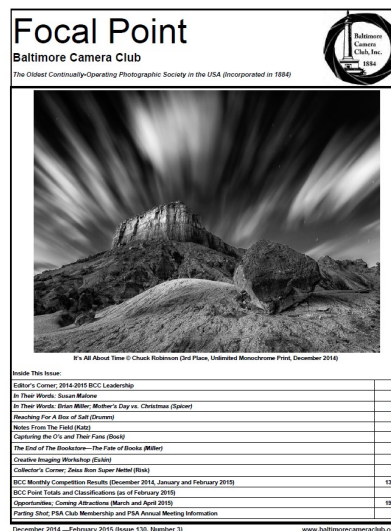 Focal Point
Baltimore Camera Club
The Oldest Continually-Operating Photographic Society in the USA (Incorporated in 1884)
Baltimore
Camera
Club, Inc.
1884
It's All About Time © Chuck Robinson (3rd Place, Unlimited Monochrome Print, December 2014)
Inside This Issue:
Editor's Corner; 2014-2015 BCC Leadership
In Their Words: Susan Malone
In Their Words: Brian Miller; Mother's Day vs. Christmas (Spicer)
Reaching For A Box of Salt (Drumm)
Notes From The Field (Katz)
Capturing the O's and Their Fans (Bosk)
The End of The Bookstore—The Fate of Books (Miller)
Creative Imaging Workshop (Eskin)
Collector's Corner; Zeiss Ikon Super Nettel (Risk)
BCC Monthly Competition Results (December 2014, January and February 2015) 13
BCC Point Totals and Classifications (as of February 2015)
Opportunities; Coming Attractions (March and April 2015) 19
Parting Shot; PSA Club Membership and PSA Annual Meeting Information
December 2014 —February 2015 (Issue 130, Number 3) www.baltimorecameraclub.o